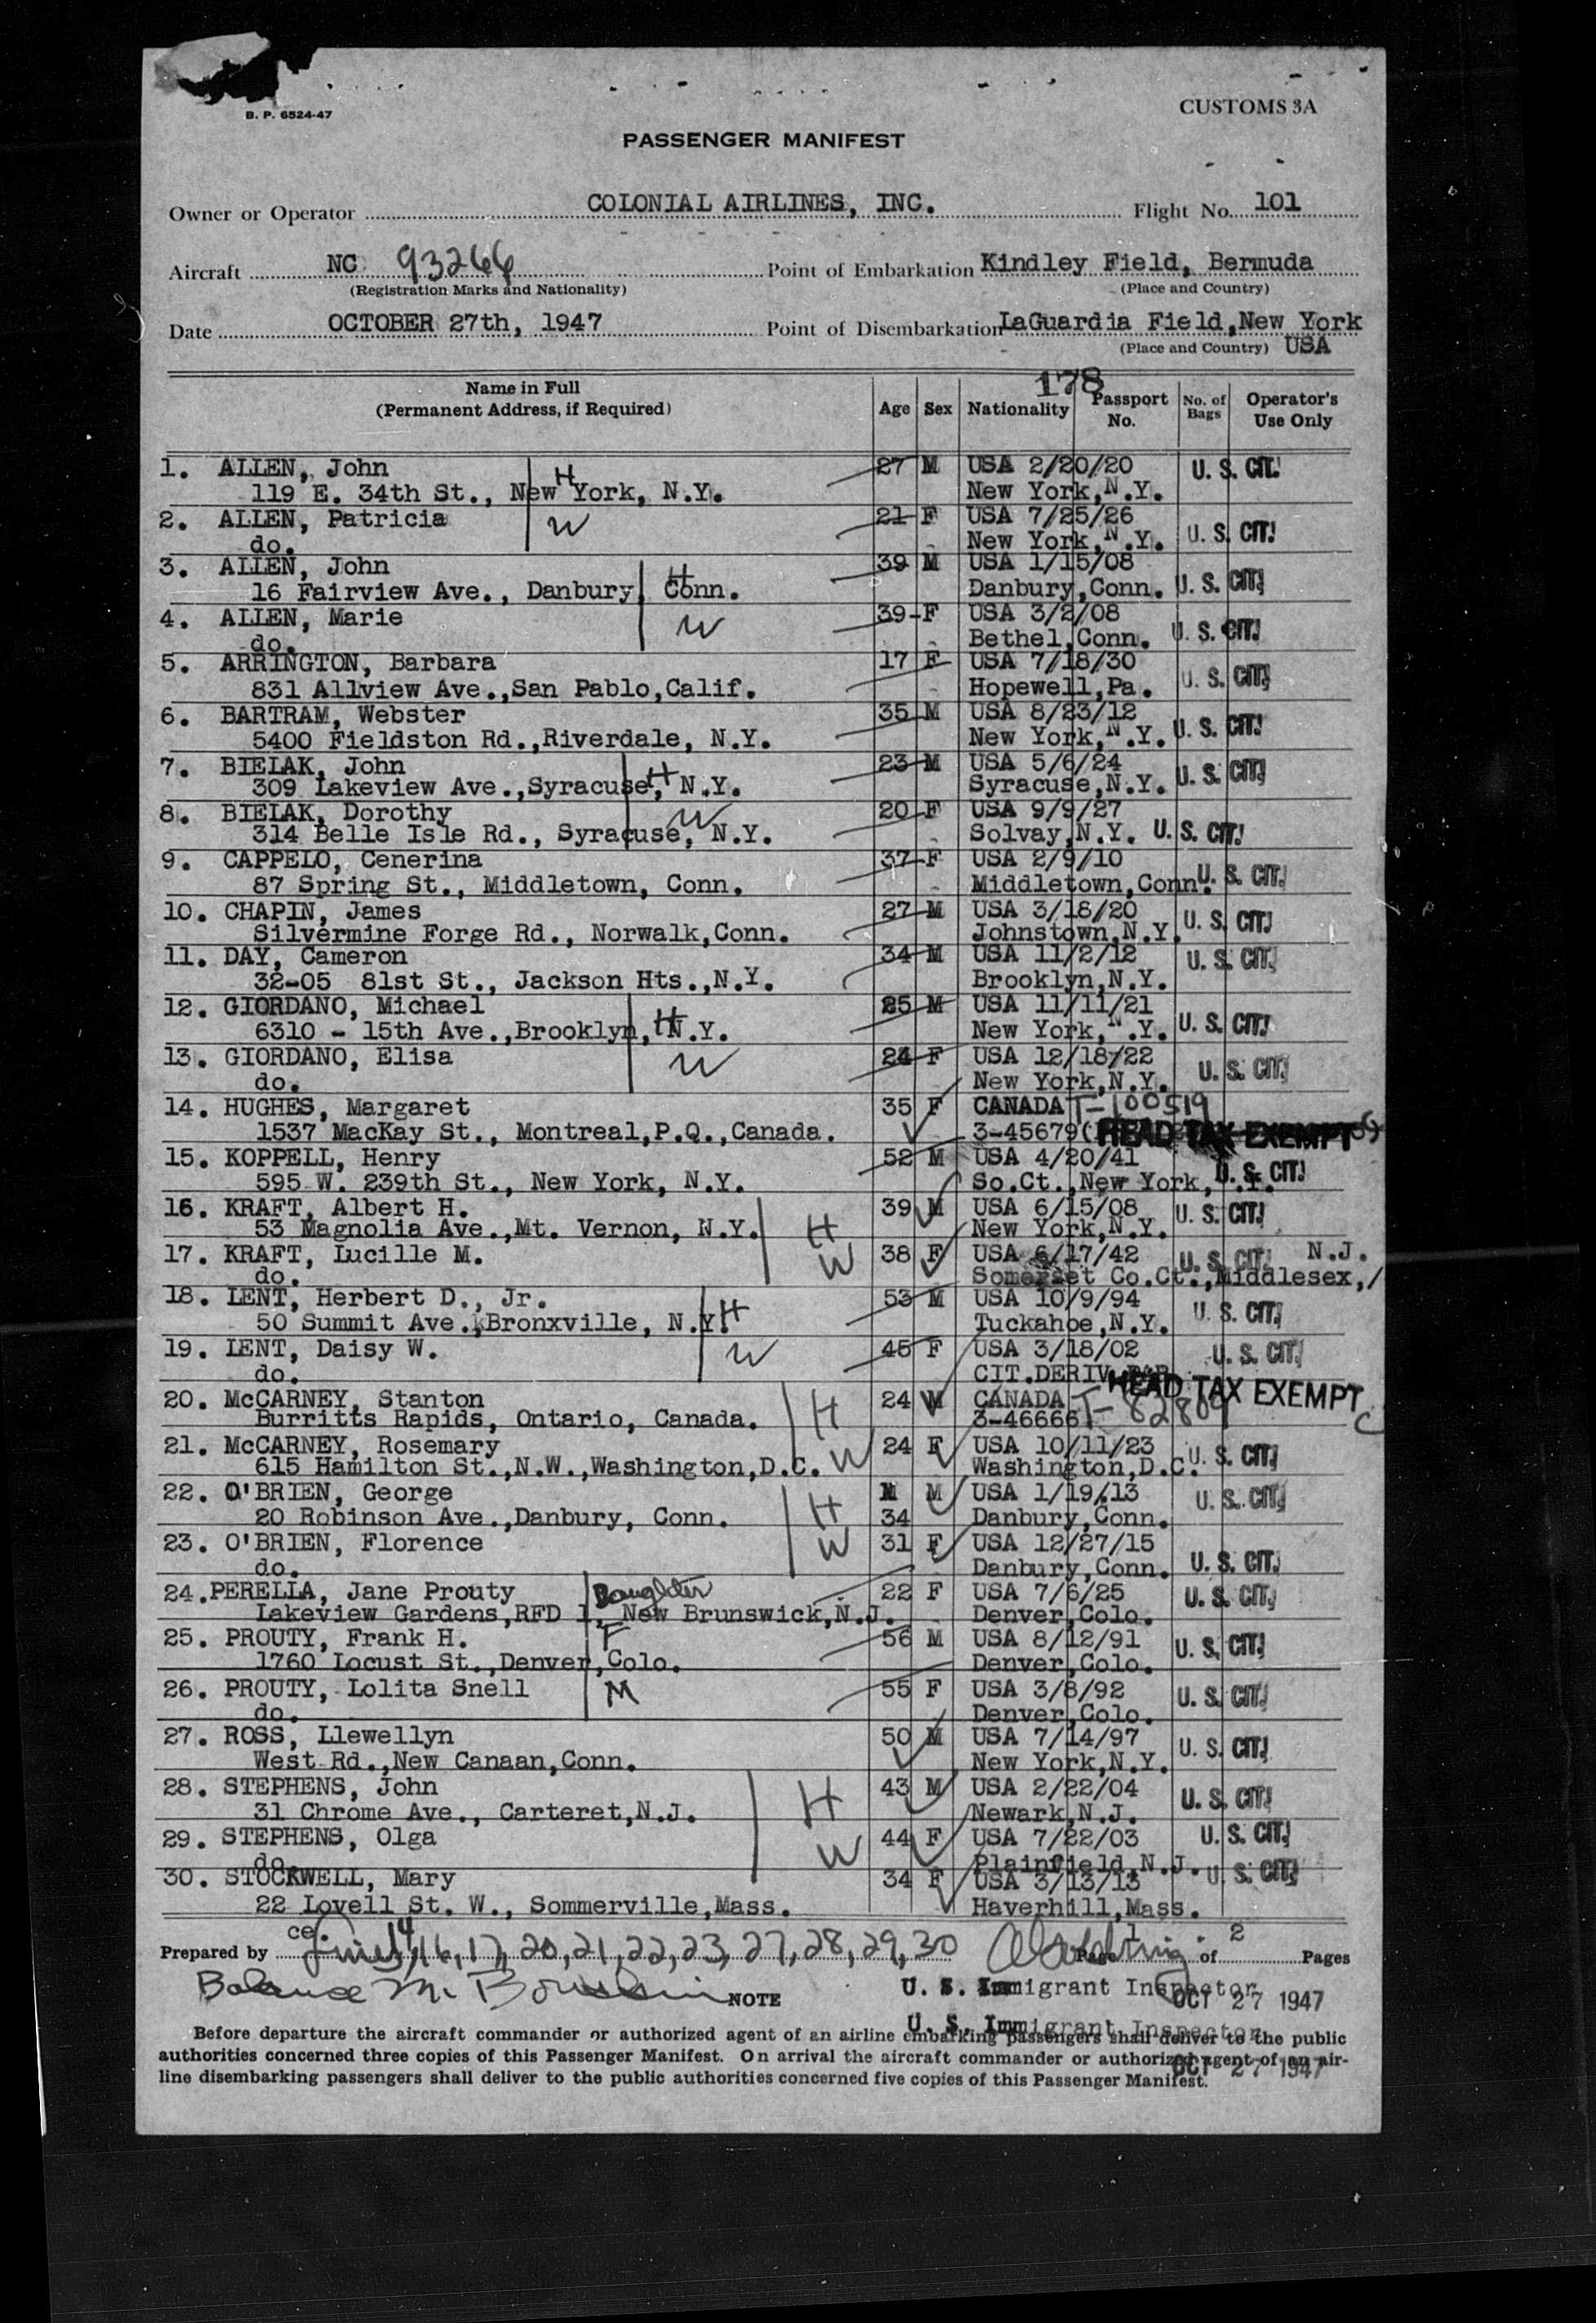 B. P. 6524-47
CUSTOMS 3A
PASSENGER MANIFEST
Owner or Operator COLONIAL AIRLINES, INC. Flight No. 101
Aircraft NC 93266 Point of Embarkation Kindley Field, Bermuda
(Registration Marks and Nationality) (Place and Country)
Date OCTOBER 27th, 1947 Point of Disembarkation LaGuardia Field, New York
(Place and Country) USA
178
Name in Full
(Permanent Address, if Required) Age Sex Nationality Passport No. No. of Bags Operator's Use Only
1. ALLEN, John H 27 M USA 2/20/20 U. S. CIT.
119 E. 34th St., New York, N.Y. New York, N.Y.
2. ALLEN, Patricia W 21 F USA 7/25/26
do. New York, N.Y. U. S. CIT.
3. ALLEN, John H 39 M USA 1/15/08
16 Fairview Ave., Danbury, Conn. Danbury, Conn. U. S. CIT.
4. ALLEN, Marie W 39 F USA 3/2/08
do. Bethel, Conn. U. S. CIT.
5. ARRINGTON, Barbara 17 F USA 7/18/30
831 Allview Ave., San Pablo, Calif. Hopewell, Pa. U. S. CIT.
6. BARTRAM, Webster 35 M USA 8/23/12
5400 Fieldston Rd., Riverdale, N.Y. New York, N.Y. U. S. CIT.
7. BIELAK, John H 23 M USA 5/6/24
309 Lakeview Ave., Syracuse, N.Y. Syracuse, N.Y. U. S. CIT.
8. BIELAK, Dorothy W 20 F USA 9/9/27
314 Belle Isle Rd., Syracuse, N.Y. Solvay, N.Y. U. S. CIT.
9. CAPPELO, Cenerina 37 F USA 2/9/10
87 Spring St., Middletown, Conn. Middletown, Conn. U. S. CIT.
10. CHAPIN, James 27 M USA 3/18/20
Silvermine Forge Rd., Norwalk, Conn. Johnstown, N.Y. U. S. CIT.
11. DAY, Cameron 34 M USA 11/2/12 U. S. CIT.
32-05 81st St., Jackson Hts., N.Y. Brooklyn, N.Y.
12. GIORDANO, Michael H 25 M USA 11/11/21
6310 - 15th Ave., Brooklyn, N.Y. New York, N.Y. U. S. CIT.
13. GIORDANO, Elisa W 24 F USA 12/18/22
do. New York, N.Y. U. S. CIT.
14. HUGHES, Margaret 35 F CANADA T-100519
1537 MacKay St., Montreal, P.Q., Canada. 3-45679 HEAD TAX EXEMPT
15. KOPPELL, Henry 52 M USA 4/20/41
595 W. 239th St., New York, N.Y. So.Ct., New York, U. S. CIT.
16. KRAFT, Albert H. H 39 M USA 6/15/08
53 Magnolia Ave., Mt. Vernon, N.Y. New York, N.Y. U. S. CIT.
17. KRAFT, Lucille M. W 38 F USA 6/17/42 U. S. CIT. N.J.
do. Somerset Co.Ct., Middlesex,/
18. LENT, Herbert D., Jr. H 53 M USA 10/9/94
50 Summit Ave., Bronxville, N.Y. Tuckahoe, N.Y. U. S. CIT.
19. LENT, Daisy W. W 45 F USA 3/18/02 U. S. CIT.
do. CIT.DERIV.
20. McCARNEY, Stanton H 24 M CANADA HEAD TAX EXEMPT
Burritts Rapids, Ontario, Canada. 3-46666 T-82809
21. McCARNEY, Rosemary W 24 F USA 10/11/23
615 Hamilton St., N.W., Washington, D.C. Washington, D.C. U. S. CIT.
22. O'BRIEN, George H M USA 1/19/13 U. S. CIT.
20 Robinson Ave., Danbury, Conn. 34 Danbury, Conn.
23. O'BRIEN, Florence W 31 F USA 12/27/15
do. Danbury, Conn. U. S. CIT.
24. PERELLA, Jane Prouty Daughter 22 F USA 7/6/25 U. S. CIT.
Lakeview Gardens, RFD 1, New Brunswick, N.J. Denver, Colo.
25. PROUTY, Frank H. F 56 M USA 8/12/91 U. S. CIT.
1760 Locust St., Denver, Colo. Denver, Colo.
26. PROUTY, Lolita Snell M 55 F USA 3/8/92 U. S. CIT.
do. Denver, Colo.
27. ROSS, Llewellyn 50 M USA 7/14/97 U. S. CIT.
West Rd., New Canaan, Conn. New York, N.Y.
28. STEPHENS, John H 43 M USA 2/22/04 U. S. CIT.
31 Chrome Ave., Carteret, N.J. Newark, N.J.
29. STEPHENS, Olga W 44 F USA 7/22/03 U. S. CIT.
do. Plainfield, N.J.
30. STOCKWELL, Mary 34 F USA 3/13/13 U. S. CIT.
22 Lovell St. W., Sommerville, Mass. Haverhill, Mass.
Prepared by ce. Lines 14, 16, 17, 20, 21, 22, 23, 27, 28, 29, 30 Page 1 of 2 Pages
Balance M.
NOTE
U. S. Immigrant Inspector OCT 27 1947
U. S. Immigrant Inspector
Before departure the aircraft commander or authorized agent of an airline embarking passengers shall deliver to the public
authorities concerned three copies of this Passenger Manifest. On arrival the aircraft commander or authorized agent of an air-
OCT 27 1947
line disembarking passengers shall deliver to the public authorities concerned five copies of this Passenger Manifest.